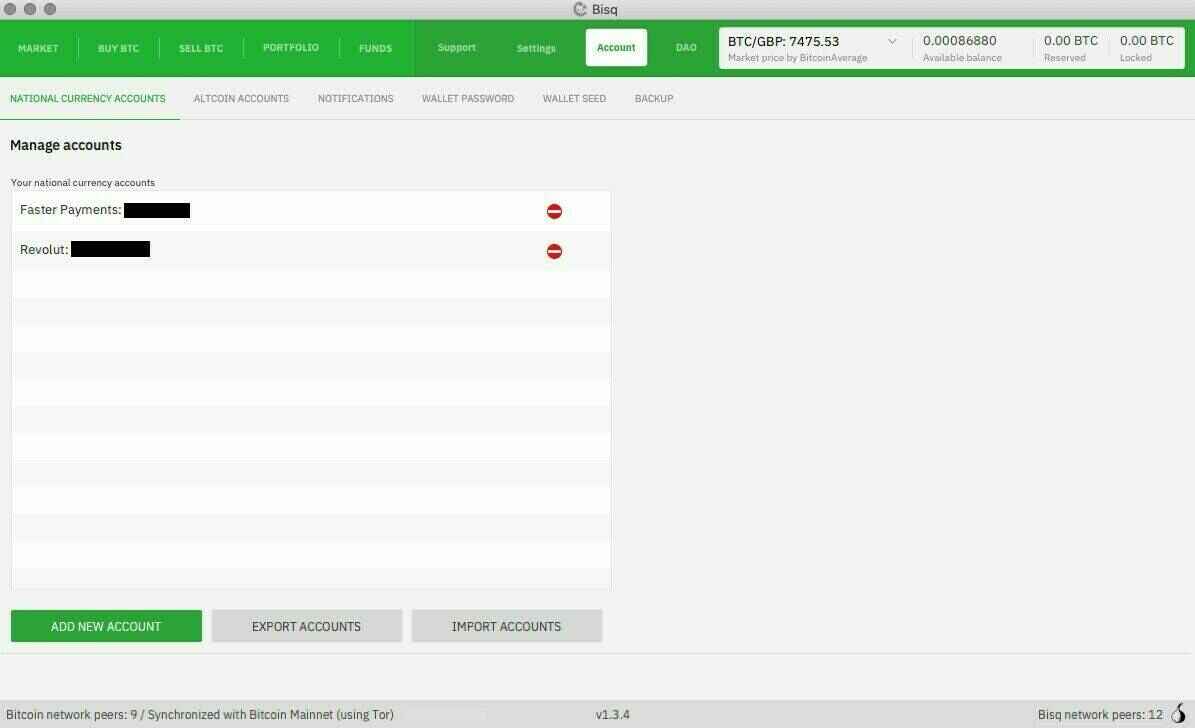 Bisq
MARKET BUY BTC SELL BTC PORTFOLIO FUNDS Support Settings Account DAO
BTC/GBP: 7475.53 0.00086880 0.00 BTC 0.00 BTC
Market price by BitcoinAverage Available balance Reserved Locked
NATIONAL CURRENCY ACCOUNTS ALTCOIN ACCOUNTS NOTIFICATIONS WALLET PASSWORD WALLET SEED BACKUP
Manage accounts
Your national currency accounts
Faster Payments:
Revolut:
ADD NEW ACCOUNT EXPORT ACCOUNTS IMPORT ACCOUNTS
Bitcoin network peers: 9 / Synchronized with Bitcoin Mainnet (using Tor) v1.3.4 Bisq network peers: 12